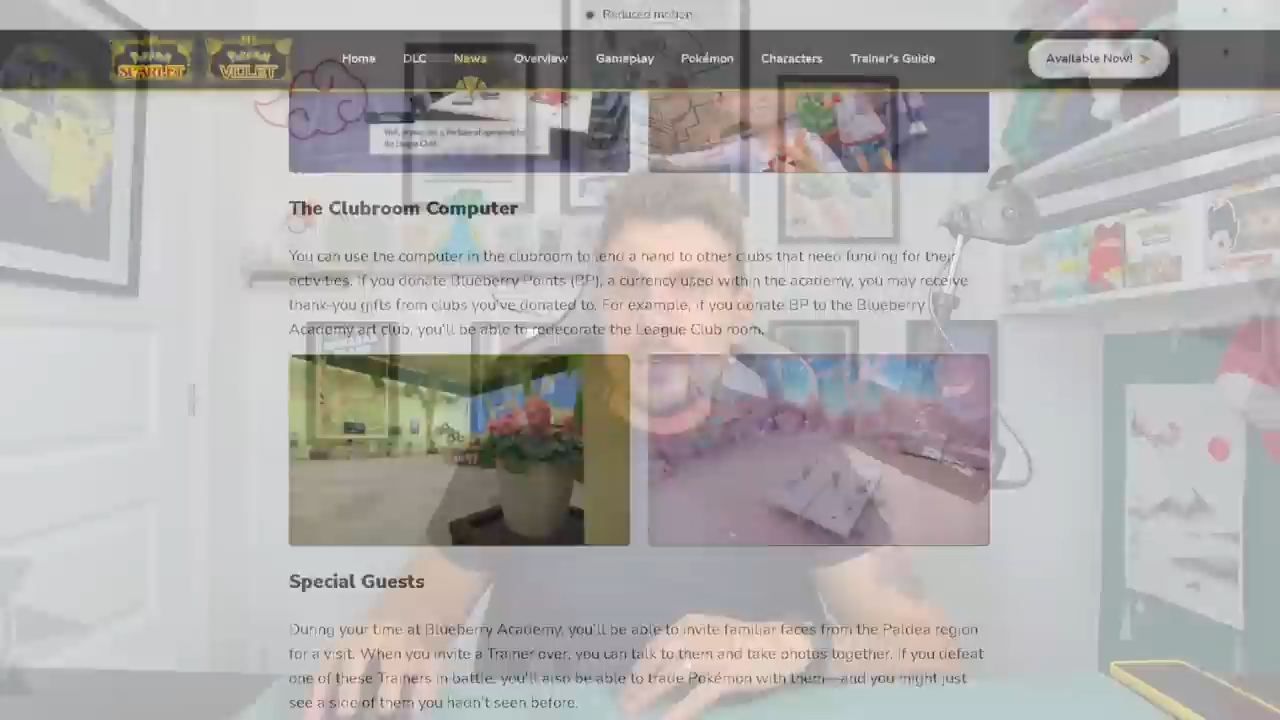 Reduced motion
SCARLET
VIOLET
Home DLC News Overview Gameplay Pokémon Characters Trainer's Guide Available Now!
the League Club.
The Clubroom Computer
You can use the computer in the clubroom to lend a hand to other clubs that need funding for their
activities. If you donate Blueberry Points (BP), a currency used within the academy, you may receive
thank-you gifts from clubs you've donated to. For example, if you donate BP to the Blueberry
Academy art club, you'll be able to redecorate the League Club room.
Special Guests
During your time at Blueberry Academy, you'll be able to invite familiar faces from the Paldea region
for a visit. When you invite a Trainer over, you can talk to them and take photos together. If you defeat
one of these Trainers in battle, you'll also be able to trade Pokémon with them—and you might just
see a side of them you hadn't seen before.